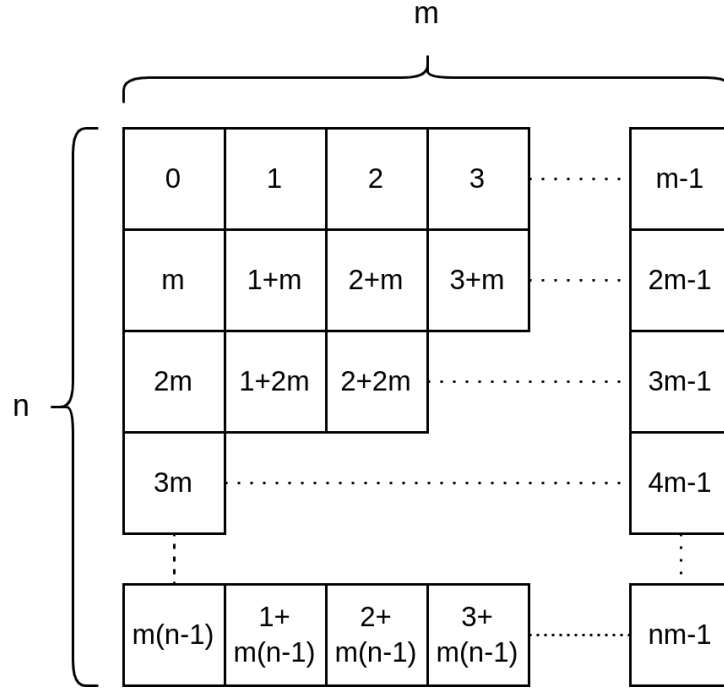 m
0 1 2 3 m-1
m 1+m 2+m 3+m 2m-1
n
2m 1+2m 2+2m 3m-1
3m 4m-1
m(n-1) 1+ m(n-1) 2+ m(n-1) 3+ m(n-1) nm-1